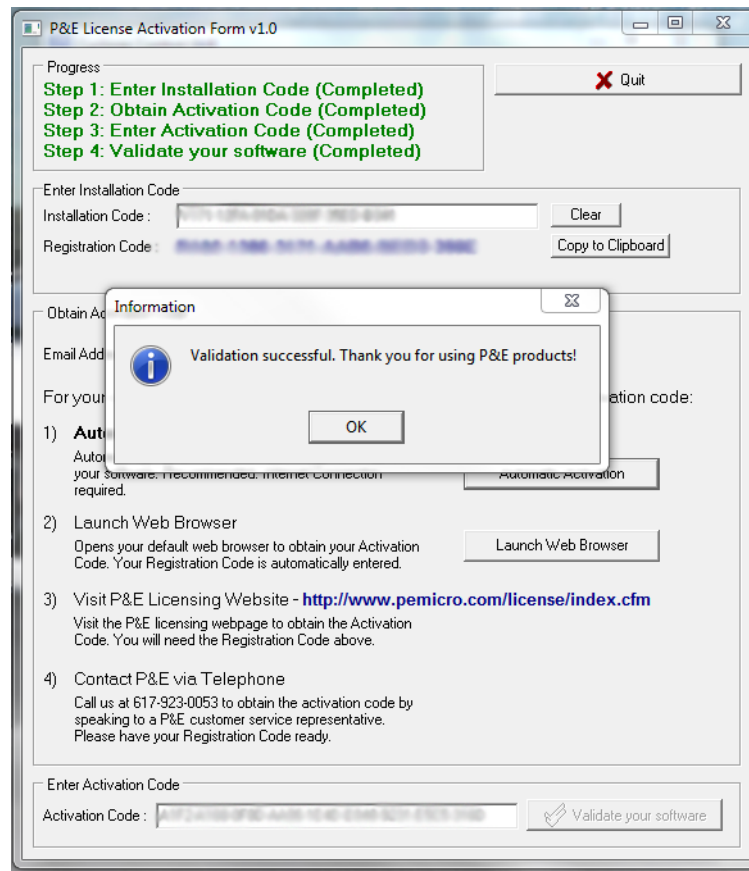 P&E License Activation Form v1.0
Progress
Step 1: Enter Installation Code (Completed)
Step 2: Obtain Activation Code (Completed)
Step 3: Enter Activation Code (Completed)
Step 4: Validate your software (Completed)
Quit
Enter Installation Code
Installation Code :
Clear
Registration Code :
Copy to Clipboard
Information
Validation successful. Thank you for using P&E products!
OK
Obtain
Email
For your
code:
1)
your software. Recommended. Internet Connection
required.
Automatic Activation
2) Launch Web Browser
Opens your default web browser to obtain your Activation
Code. Your Registration Code is automatically entered.
Launch Web Browser
3) Visit P&E Licensing Website - http://www.pemicro.com/license/index.cfm
Visit the P&E licensing webpage to obtain the Activation
Code. You will need the Registration Code above.
4) Contact P&E via Telephone
Call us at 617-923-0053 to obtain the activation code by
speaking to a P&E customer service representative.
Please have your Registration Code ready.
Enter Activation Code
Activation Code :
Validate your software